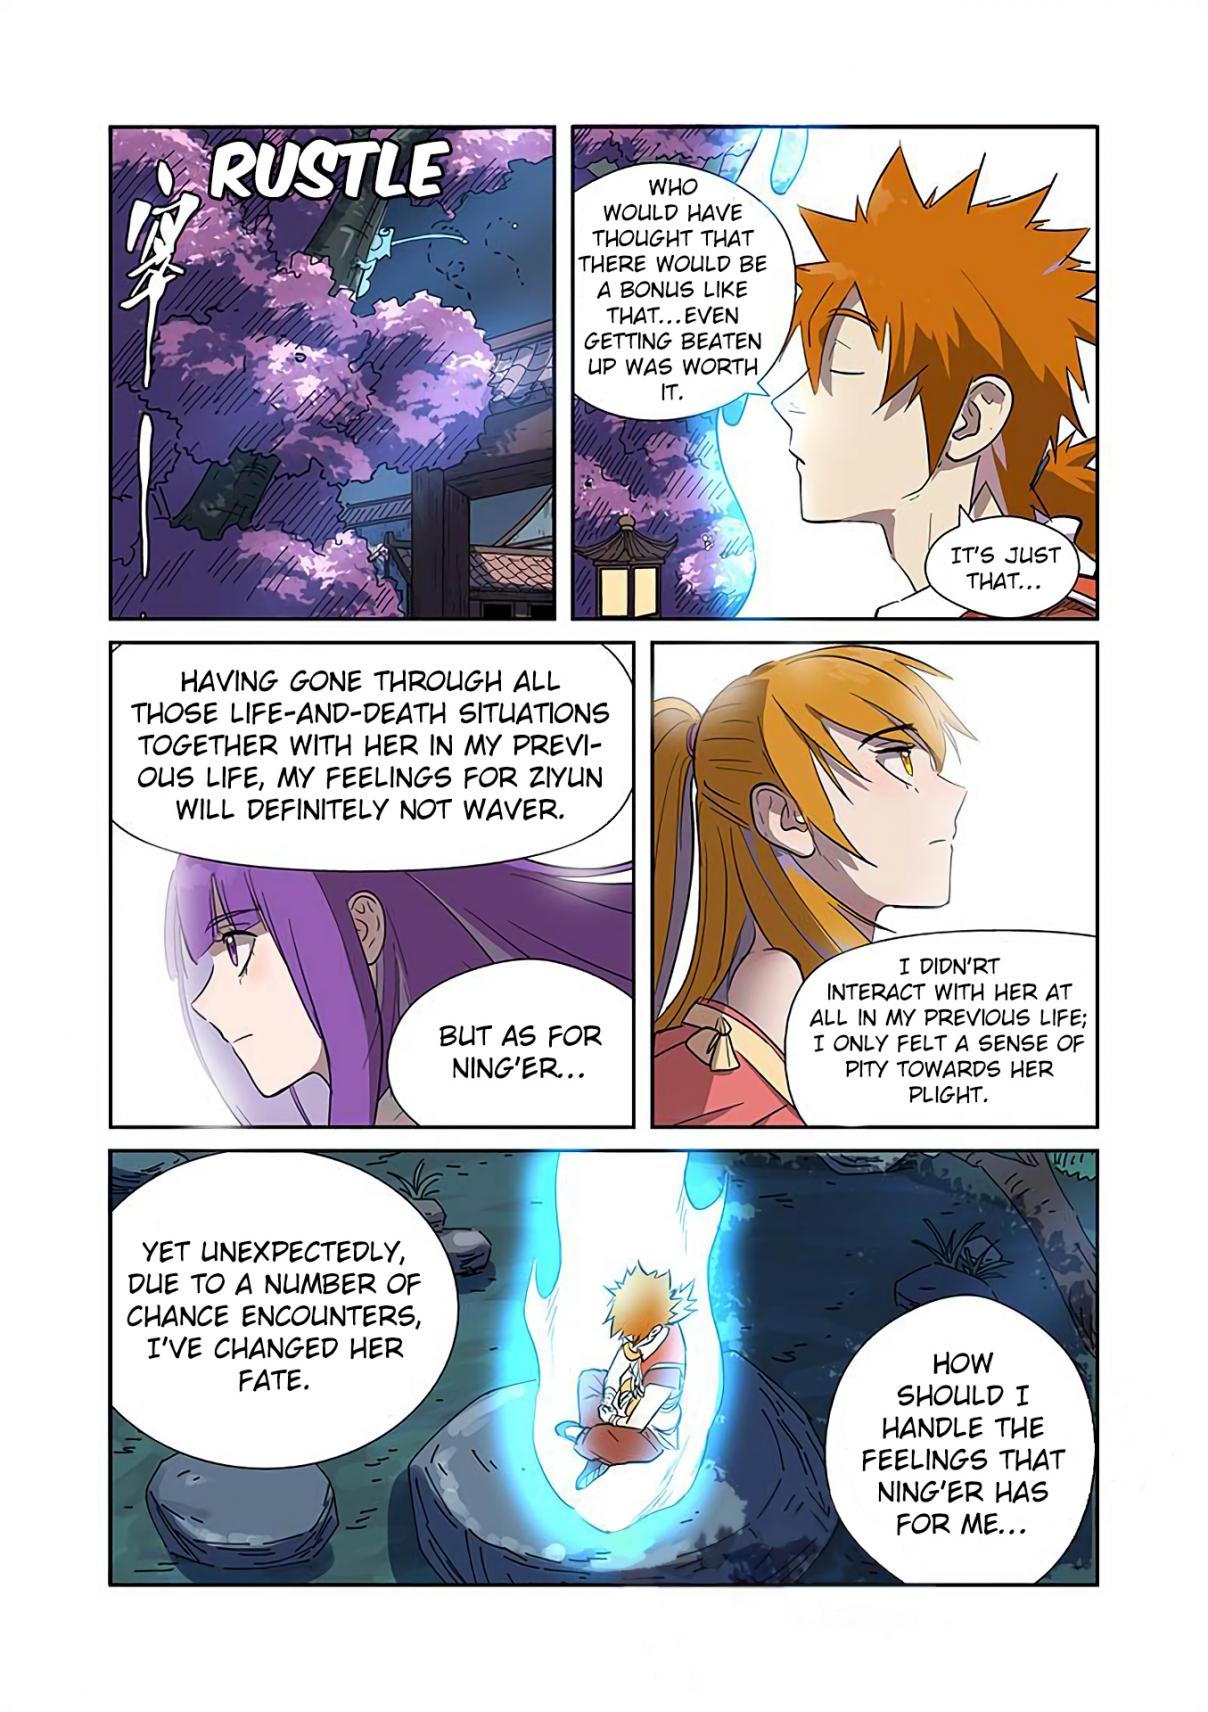 RUSTLE
WHO
WOULD HAVE
THOUGHT THAT
THERE WOULD BE
A BONUS LIKE
THAT...EVEN
GETTING BEATEN
UP WAS WORTH
IT.
IT'S JUST
THAT...
HAVING GONE THROUGH ALL
THOSE LIFE-AND-DEATH SITUATIONS
TOGETHER WITH HER IN MY PREVI-
OUS LIFE, MY FEELINGS FOR ZIYUN
WILL DEFINITELY NOT WAVER.
BUT AS FOR
NING'ER...
I DIDN'RT
INTERACT WITH HER AT
ALL IN MY PREVIOUS LIFE;
I ONLY FELT A SENSE OF
PITY TOWARDS HER
PLIGHT.
YET UNEXPECTEDLY,
DUE TO A NUMBER OF
CHANCE ENCOUNTERS,
I'VE CHANGED HER
FATE.
HOW
SHOULD I
HANDLE THE
FEELINGS THAT
NING'ER HAS
FOR ME...